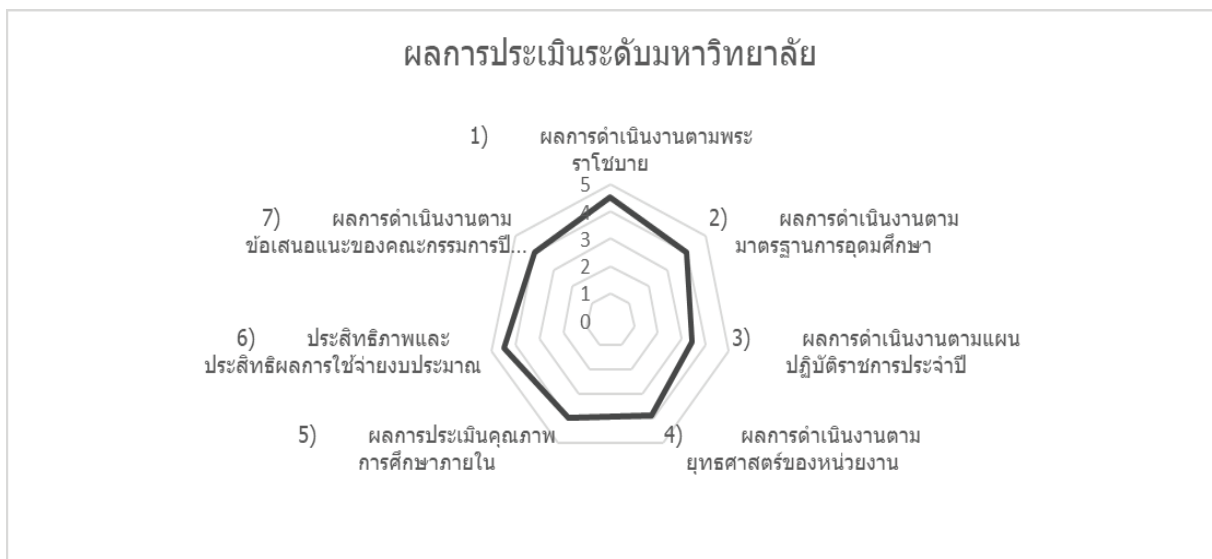 ผลการประเมินระดับมหาวิทยาลัย
1) ผลการดำเนินงานตามพระ
ราโชบาย
5
4
3
2
1
0
2) ผลการดำเนินงานตาม
มาตรฐานการอุดมศึกษา
3) ผลการดำเนินงานตามแผน
ปฏิบัติราชการประจำปี
4) ผลการดำเนินงานตาม
ยุทธศาสตร์ของหน่วยงาน
5) ผลการประเมินคุณภาพ
การศึกษาภายใน
6) ประสิทธิภาพและ
ประสิทธิผลการใช้จ่ายงบประมาณ
7) ผลการดำเนินงานตาม
ข้อเสนอแนะของคณะกรรมการปี...